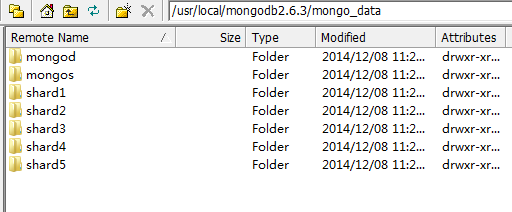 /usr/local/mongodb2.6.3/mongo_data
Remote Name Size Type Modified Attributes
mongod Folder 2014/12/08 11:2... drwxr-xr...
mongos Folder 2014/12/08 11:2... drwxr-xr...
shard1 Folder 2014/12/08 11:2... drwxr-xr...
shard2 Folder 2014/12/08 11:2... drwxr-xr...
shard3 Folder 2014/12/08 11:2... drwxr-xr...
shard4 Folder 2014/12/08 11:2... drwxr-xr...
shard5 Folder 2014/12/08 11:2... drwxr-xr...